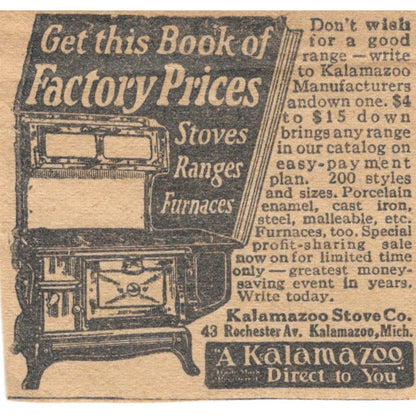 Get this Book of
Factory Prices
Stoves
Ranges
Furnaces
Don't wish
for a good
range—write
to Kalamazoo
Manufacturers
andown one. $4
to $15 down
brings any range
in our catalog on
easy-payment
plan. 200 styles
and sizes. Porcelain
enamel, cast iron,
steel, malleable, etc.
Furnaces, too. Special
profit-sharing sale
now on for limited time
only—greatest money-
saving event in years.
Write today.
Kalamazoo Stove Co.
43 Rochester Av. Kalamazoo, Mich.
"A Kalamazoo
Trade Mark
Registered
Direct to You"